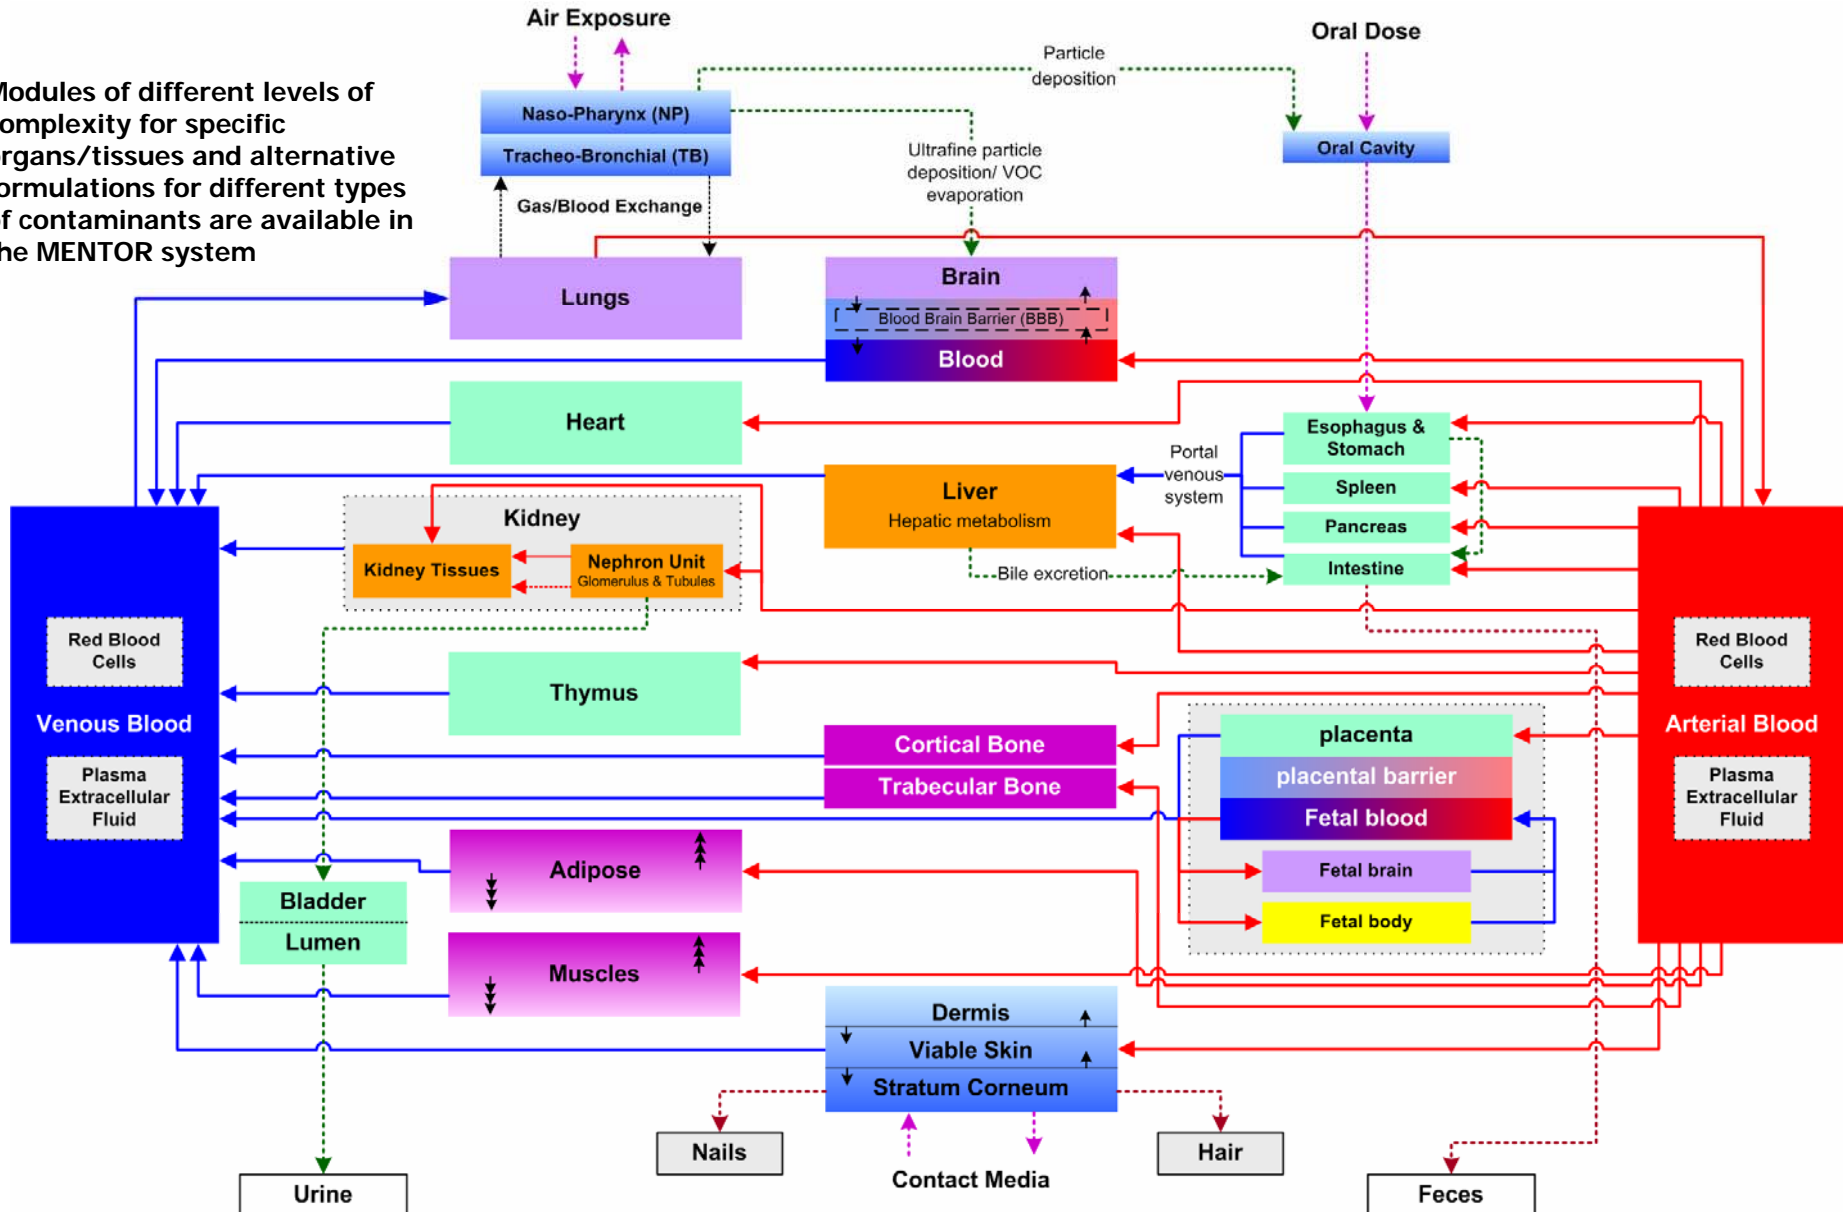 Air Exposure
Oral Dose
Particle
deposition
Modules of different levels of
complexity for specific
organs/tissues and alternative
formulations for different types
of contaminants are available in
the MENTOR system
Naso-Pharynx (NP)
Tracheo-Bronchial (TB)
Oral Cavity
Ultrafine particle
deposition/ VOC
evaporation
Gas/Blood Exchange
Lungs
Brain
Blood Brain Barrier (BBB)
Blood
Heart
Esophagus &
Stomach
Portal
venous
system
Spleen
Pancreas
Intestine
Liver
Hepatic metabolism
Bile excretion
Kidney
Kidney Tissues
Nephron Unit
Glomerulus & Tubules
Red Blood
Cells
Venous Blood
Plasma
Extracellular
Fluid
Red Blood
Cells
Arterial Blood
Plasma
Extracellular
Fluid
Thymus
Cortical Bone
Trabecular Bone
placenta
placental barrier
Fetal blood
Fetal brain
Fetal body
Adipose
Bladder
Lumen
Muscles
Dermis
Viable Skin
Stratum Corneum
Nails
Hair
Contact Media
Urine
Feces